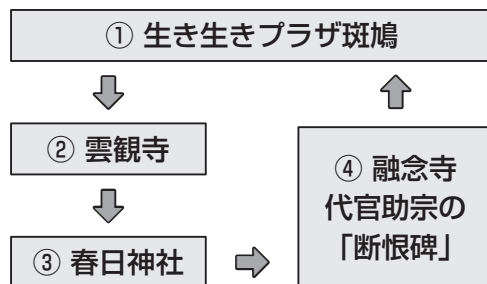 ① 生き生きプラザ斑鳩
② 雲観寺
③ 春日神社
④ 融念寺
代官助宗の
「断恨碑」